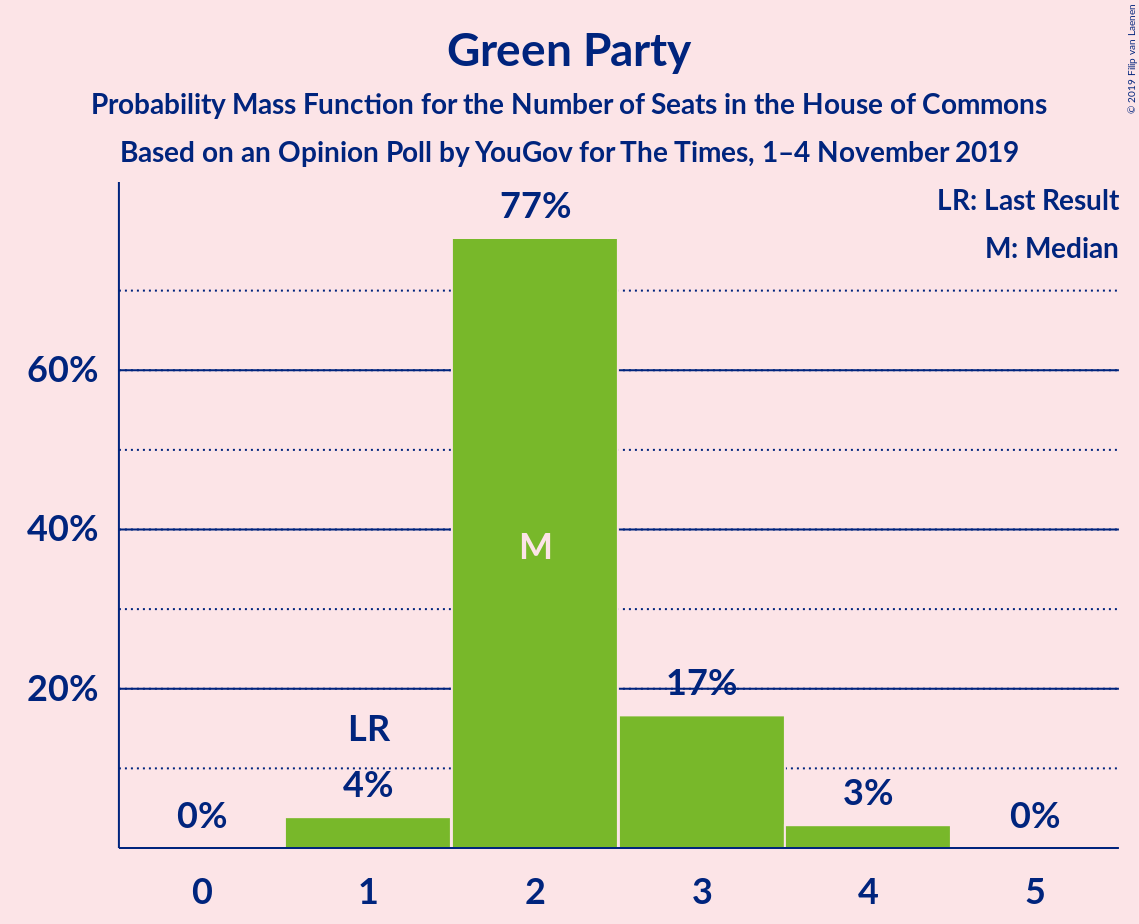 Green Party
Probability Mass Function for the Number of Seats in the House of Commons
Based on an Opinion Poll by YouGov for The Times, 1–4 November 2019
© 2019 Filip van Laenen
LR: Last Result
M: Median
77%
60%
40%
M
20%
17%
LR
4%
3%
0%
0%
0 1 2 3 4 5